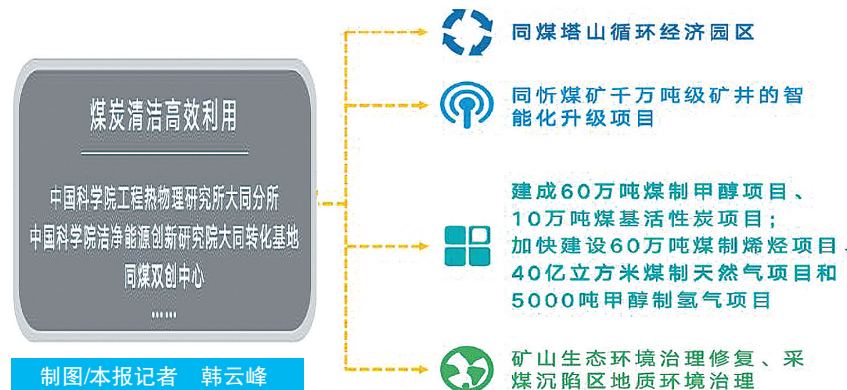 煤炭清洁高效利用
中国科学院工程热物理研究所大同分所
中国科学院洁净能源创新研究院大同转化基地
同煤双创中心
……
制图/本报记者 韩云峰
同煤塔山循环经济园区
同忻煤矿千万吨级矿井的智
能化升级项目
建成60万吨煤制甲醇项目、
10万吨煤基活性炭项目；
加快建设60万吨煤制烯烃项目、
40亿立方米煤制天然气项目和
5000吨甲醇制氢气项目
矿山生态环境治理修复、采
煤沉陷区地质环境治理